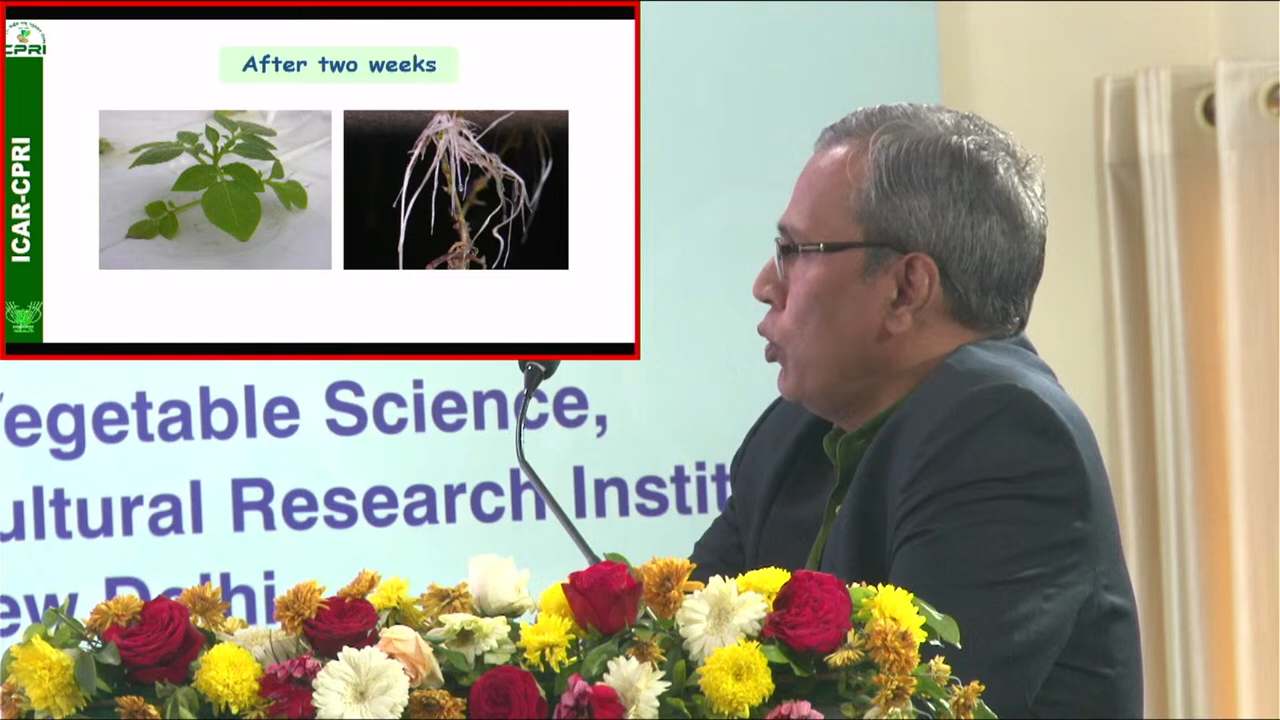 CPRI
After two weeks
ICAR-CPRI
Vegetable Science,
ultural Research Instit
ew Delhi